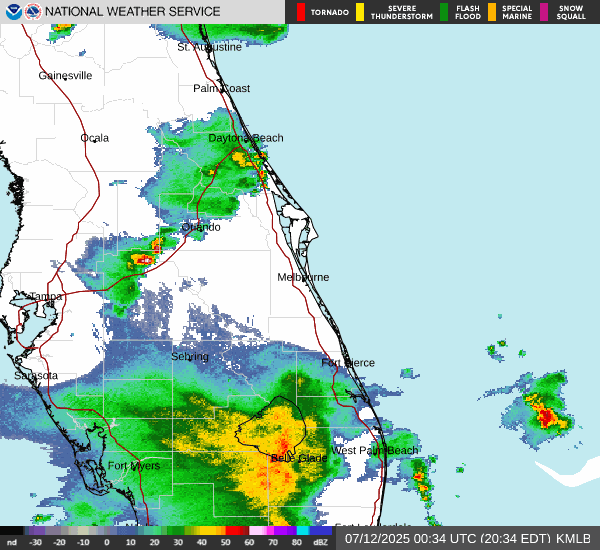 NATIONAL WEATHER SERVICE
TORNADO
SEVERE THUNDERSTORM
FLASH FLOOD
SPECIAL MARINE
SNOW SQUALL
St. Augustine
Gainesville
Palm Coast
Ocala
Daytona Beach
Orlando
Melbourne
Tampa
Sebring
Fort Pierce
Sarasota
West Palm Beach
Belle Glade
Fort Myers
nd -30 -20 -10 0 10 20 30 40 50 60 70 80 dBZ
07/12/2025 00:34 UTC (20:34 EDT) KMLB